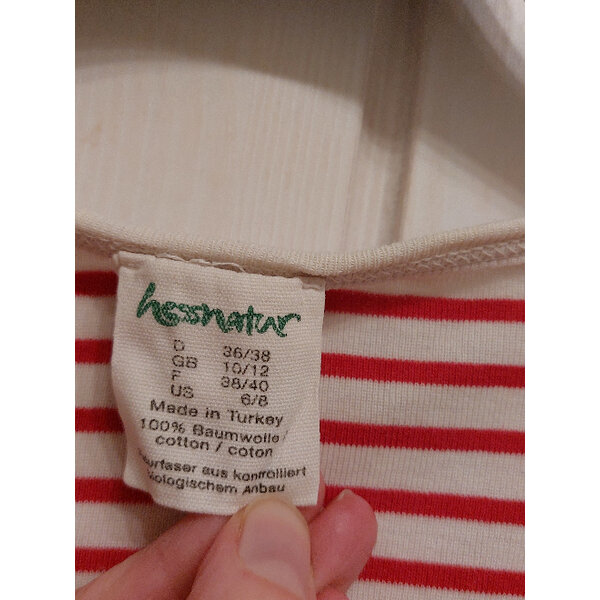 hessnatur
D 36/38
GB 10/12
F 38/40
US 6/8
Made in Turkey
100% Baumwolle/
cotton / coton
aus kontrolliert
Anbau